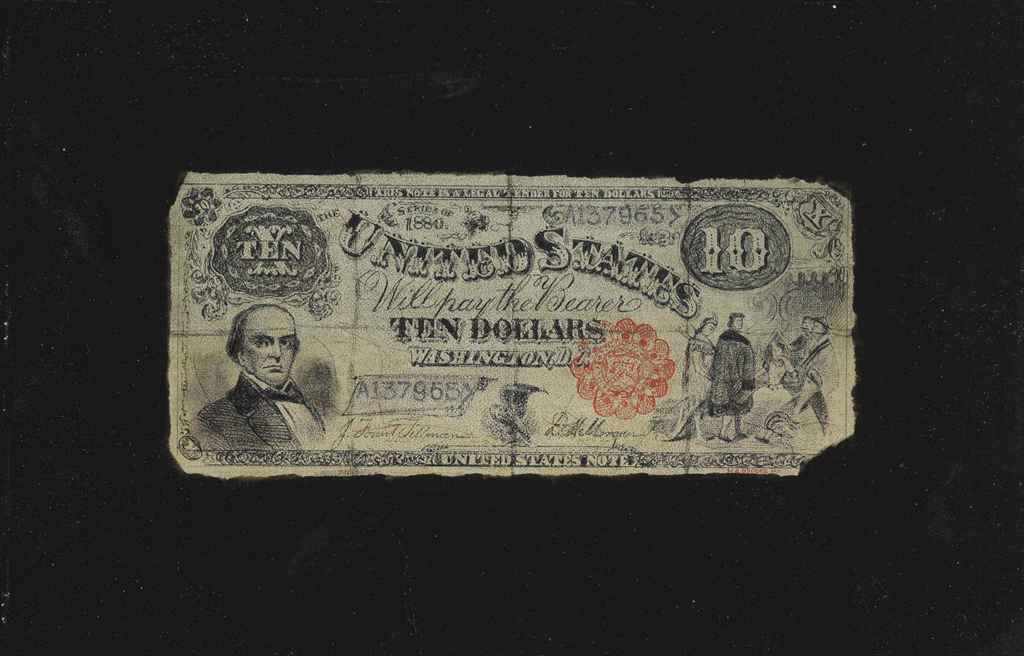 THIS NOTE IS A LEGAL TENDER FOR TEN DOLLARS
10
X
TEN
THE
SERIES OF
1880.
A137965
10
X
UNITED STATES
Will pay the Bearer
TEN DOLLARS
WASHINGTON, D.C.
A137965
UNITED STATES NOTE